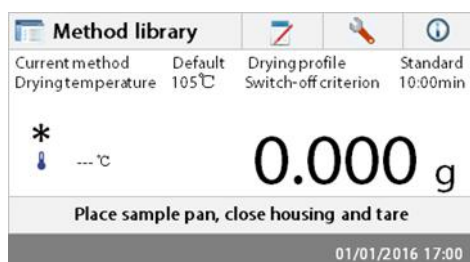 Method library
Current method Default Drying profile Standard
Drying temperature 105℃ Switch-off criterion 10:00min
*
--- ℃
0.000 g
Place sample pan, close housing and tare
01/01/2016 17:00